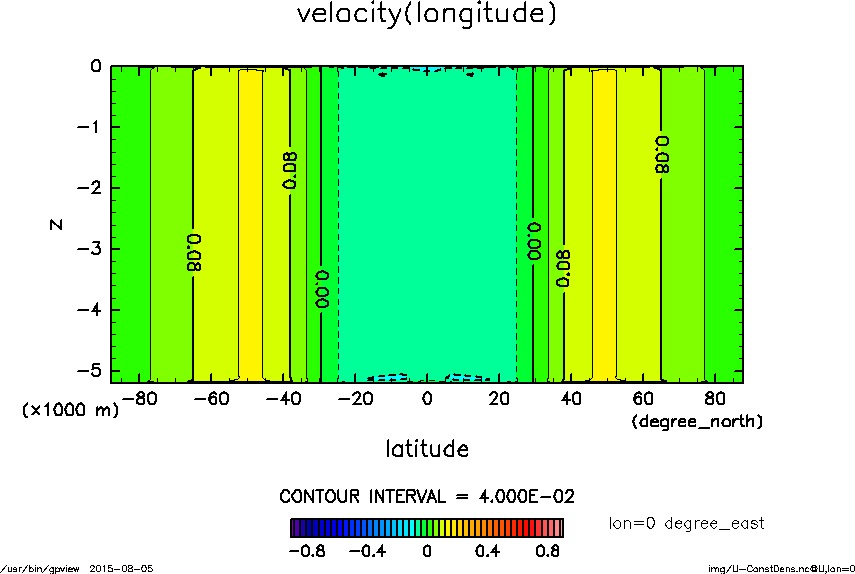 velocity(longitude)
0
−1
−2
−3
−4
−5
z
0.08
0.08
0.00
0.00
0.08
0.08
−80 −60 −40 −20 0 20 40 60 80
(×1000 m)
(degree_north)
latitude
CONTOUR INTERVAL = 4.000E−02
−0.8 −0.4 0 0.4 0.8
lon=0 degree_east
/usr/bin/gpview 2015−08−05
img/U−ConstDens.nc@U,lon=0